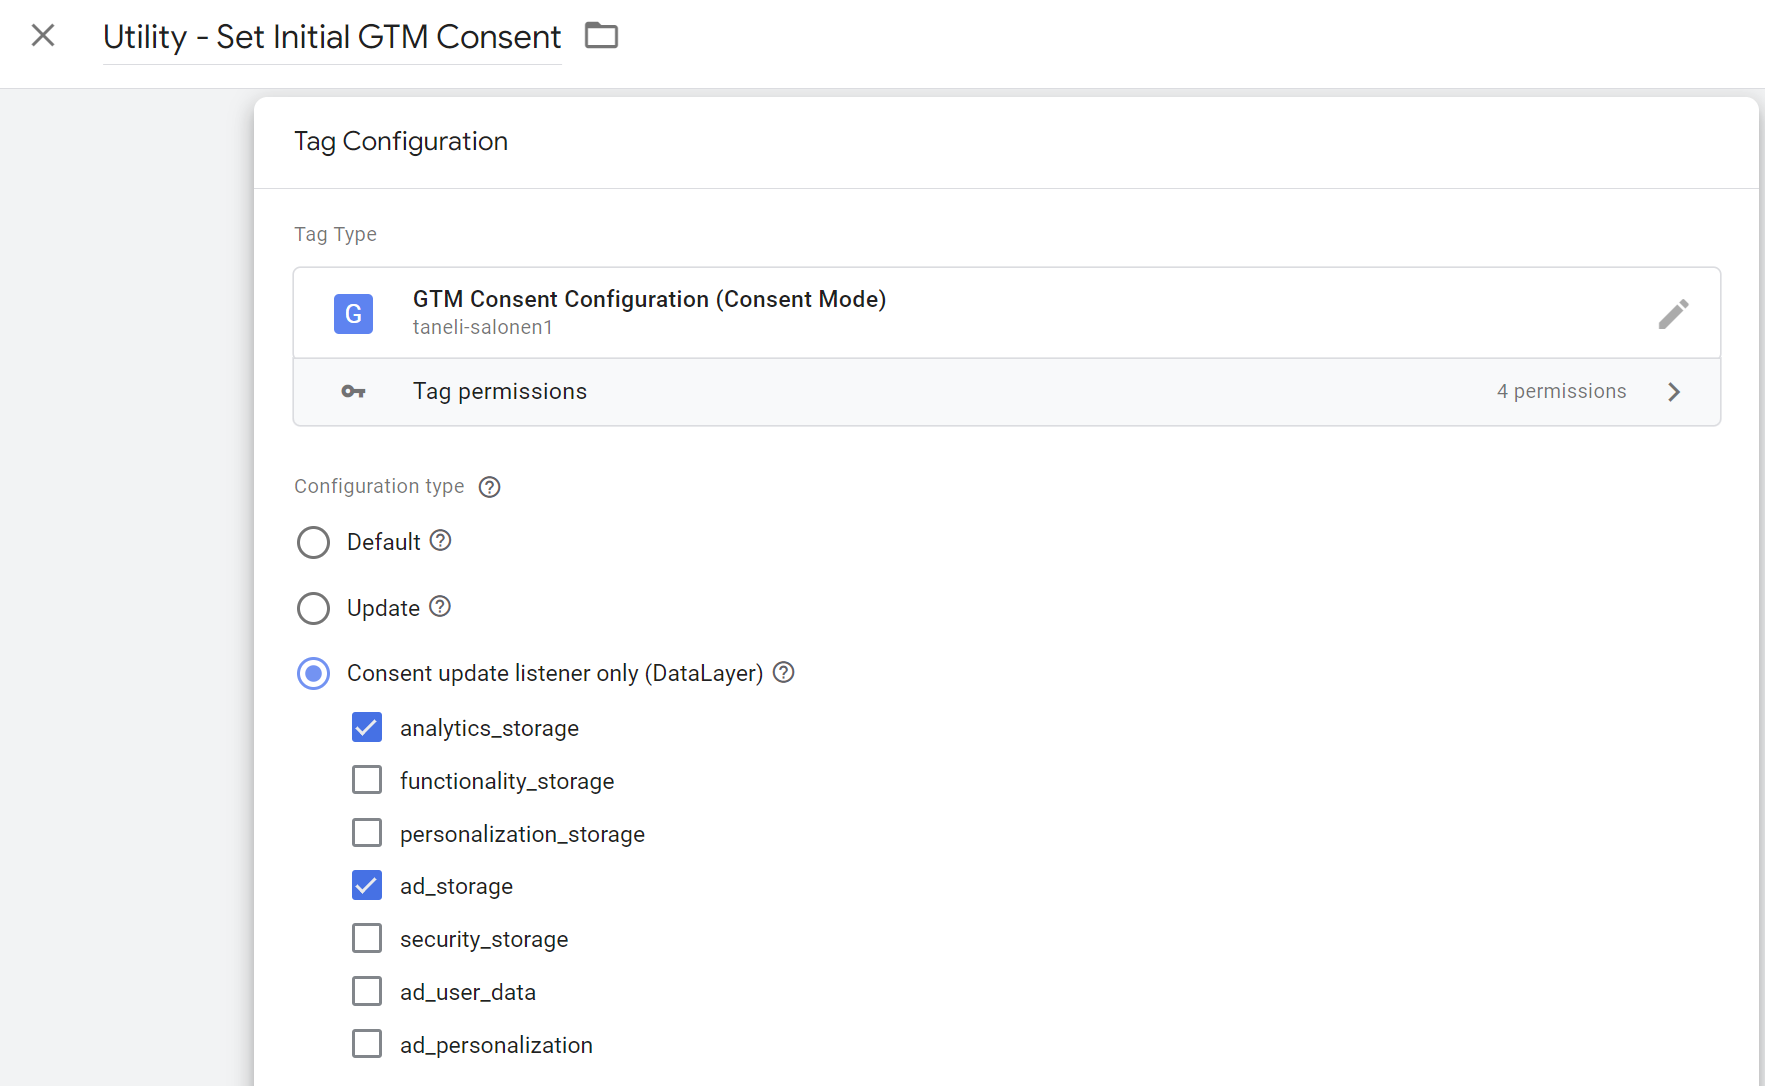 Utility - Set Initial GTM Consent
Tag Configuration
Tag Type
G
GTM Consent Configuration (Consent Mode)
taneli-salonen1
Tag permissions
4 permissions
Configuration type
Default
Update
Consent update listener only (DataLayer)
analytics_storage
functionality_storage
personalization_storage
ad_storage
security_storage
ad_user_data
ad_personalization